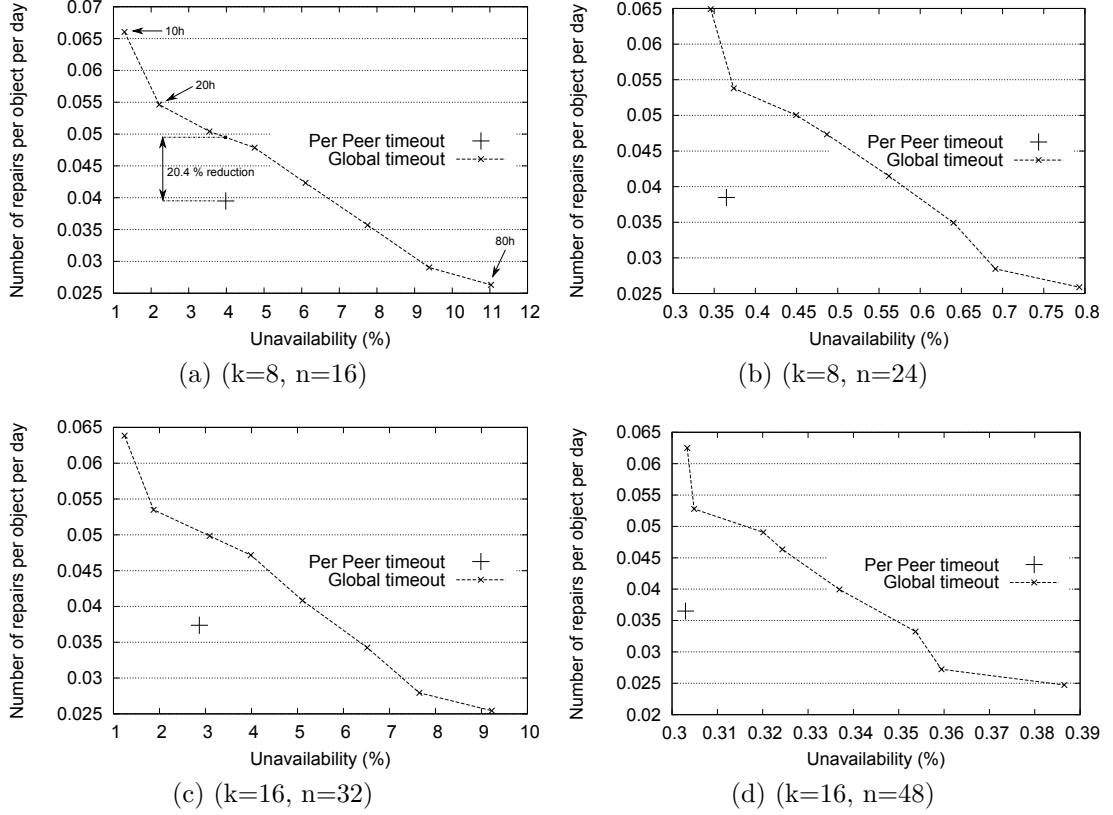 0.07
0.065
0.06
0.055
0.05
0.045
0.04
0.035
0.03
0.025
1 2 3 4 5 6 7 8 9 10 11 12
Number of repairs per object per day
Unavailability (%)
10h
20h
20.4 % reduction
80h
Per Peer timeout
Global timeout
(a) (k=8, n=16)
0.065
0.06
0.055
0.05
0.045
0.04
0.035
0.03
0.025
0.3 0.35 0.4 0.45 0.5 0.55 0.6 0.65 0.7 0.75 0.8
Number of repairs per object per day
Unavailability (%)
Per Peer timeout
Global timeout
(b) (k=8, n=24)
0.065
0.06
0.055
0.05
0.045
0.04
0.035
0.03
0.025
1 2 3 4 5 6 7 8 9 10
Number of repairs per object per day
Unavailability (%)
Per Peer timeout
Global timeout
(c) (k=16, n=32)
0.065
0.06
0.055
0.05
0.045
0.04
0.035
0.03
0.025
0.02
0.3 0.31 0.32 0.33 0.34 0.35 0.36 0.37 0.38 0.39
Number of repairs per object per day
Unavailability (%)
Per Peer timeout
Global timeout
(d) (k=16, n=48)